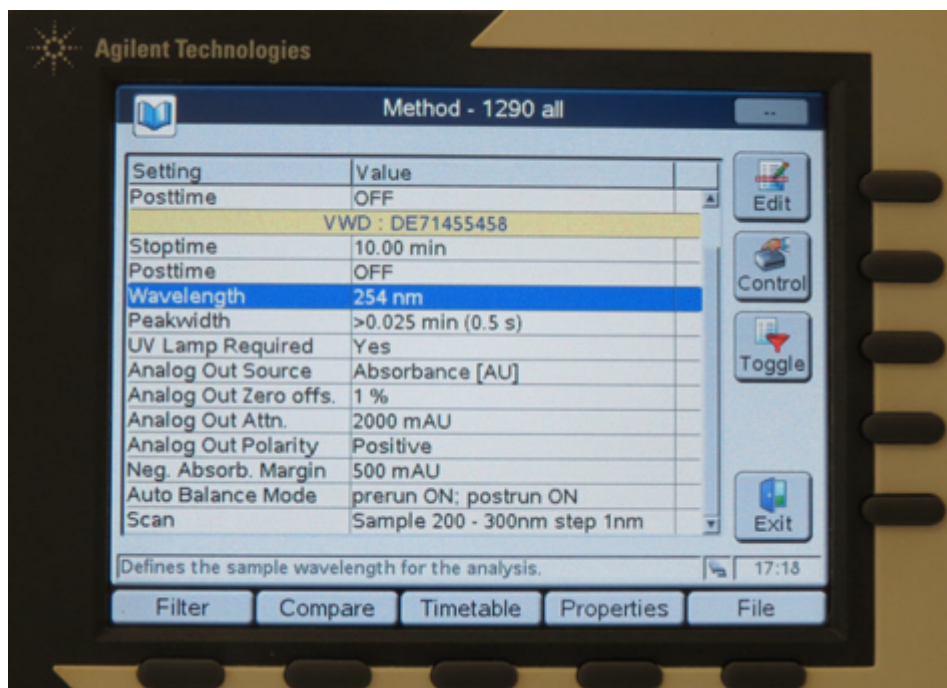 Agilent Technologies
Method - 1290 all
--
Setting Value
Posttime OFF
VWD : DE71455458
Stoptime 10.00 min
Posttime OFF
Wavelength 254 nm
Peakwidth >0.025 min (0.5 s)
UV Lamp Required Yes
Analog Out Source Absorbance [AU]
Analog Out Zero offs. 1 %
Analog Out Attn. 2000 mAU
Analog Out Polarity Positive
Neg. Absorb. Margin 500 mAU
Auto Balance Mode prerun ON; postrun ON
Scan Sample 200 - 300nm step 1nm
Edit
Control
Toggle
Exit
Defines the sample wavelength for the analysis. 17:18
Filter Compare Timetable Properties File